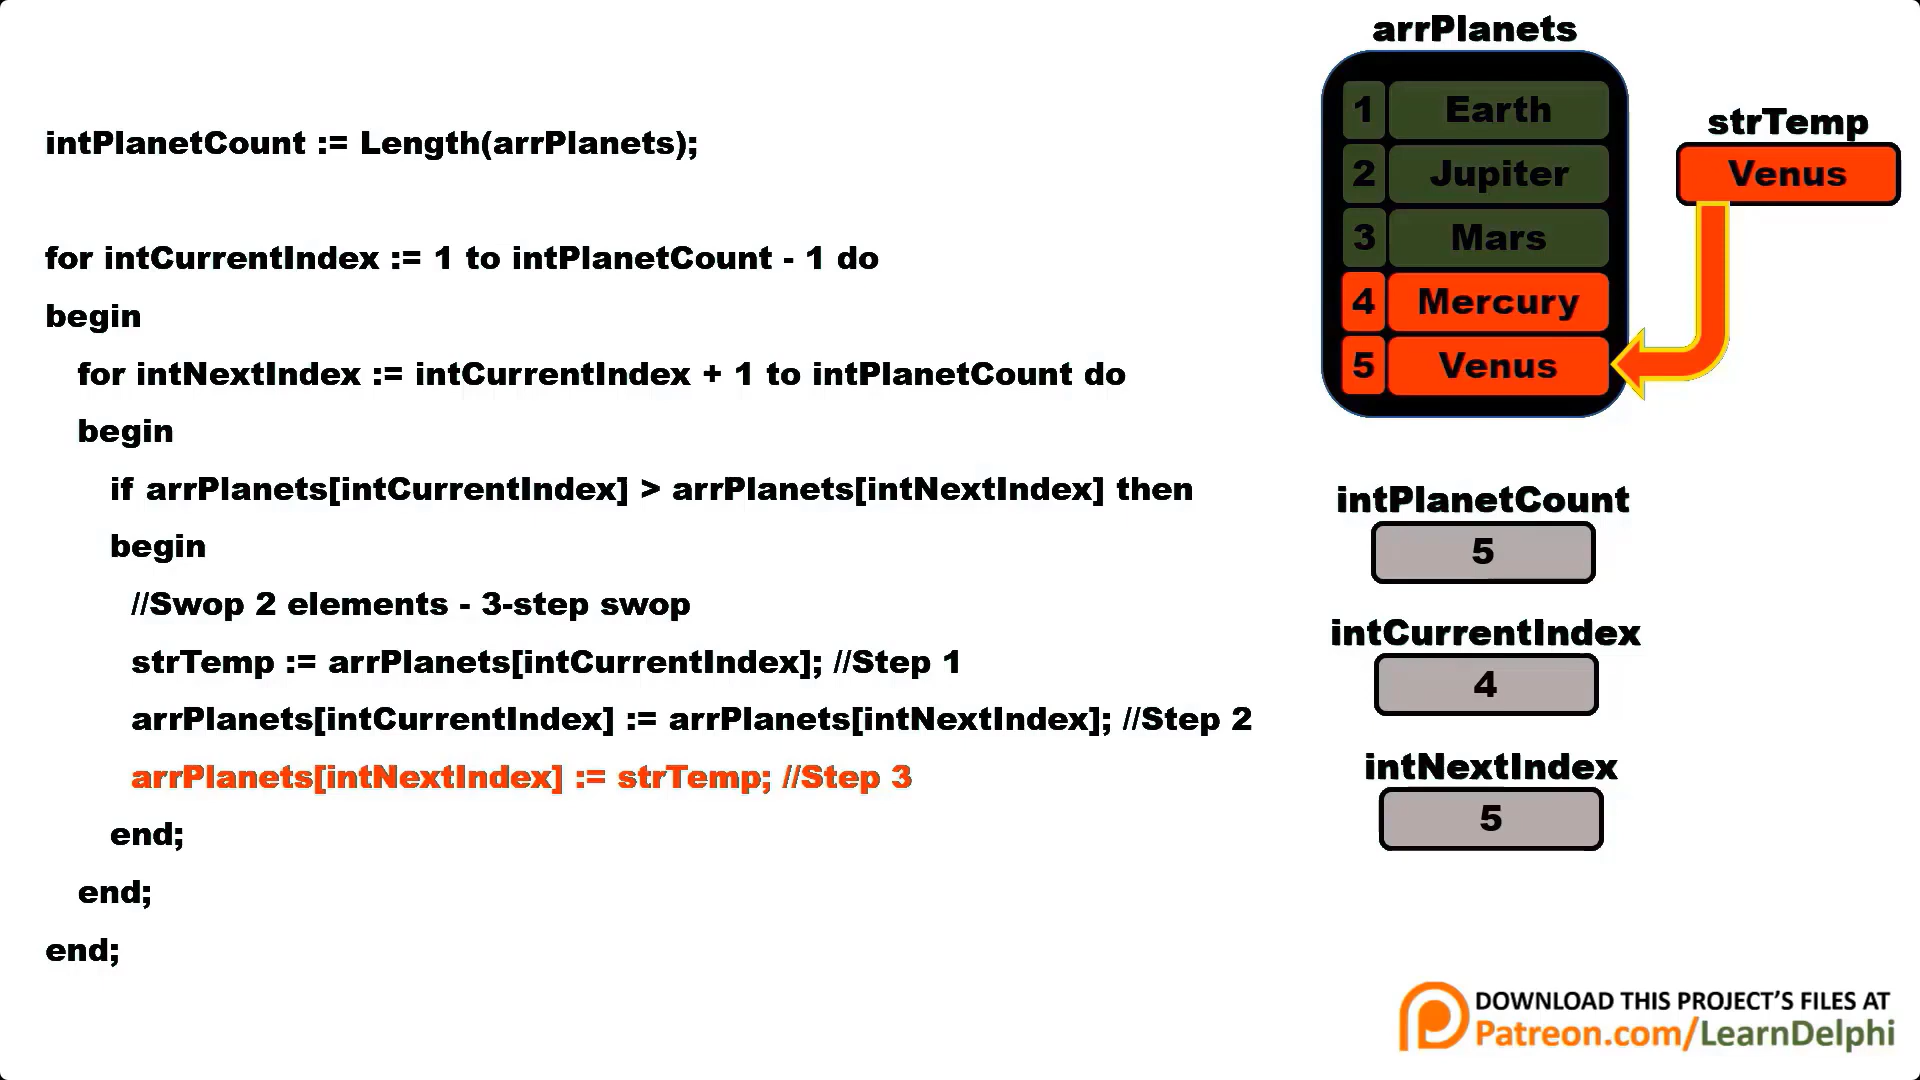 intPlanetCount := Length(arrPlanets);
for intCurrentIndex := 1 to intPlanetCount - 1 do
begin
for intNextIndex := intCurrentIndex + 1 to intPlanetCount do
begin
if arrPlanets[intCurrentIndex] > arrPlanets[intNextIndex] then
begin
//Swop 2 elements - 3-step swop
strTemp := arrPlanets[intCurrentIndex]; //Step 1
arrPlanets[intCurrentIndex] := arrPlanets[intNextIndex]; //Step 2
arrPlanets[intNextIndex] := strTemp; //Step 3
end;
end;
end;
arrPlanets
1 Earth
2 Jupiter
3 Mars
4 Mercury
5 Venus
strTemp
Venus
intPlanetCount
5
intCurrentIndex
4
intNextIndex
5
DOWNLOAD THIS PROJECT'S FILES AT
Patreon.com/LearnDelphi